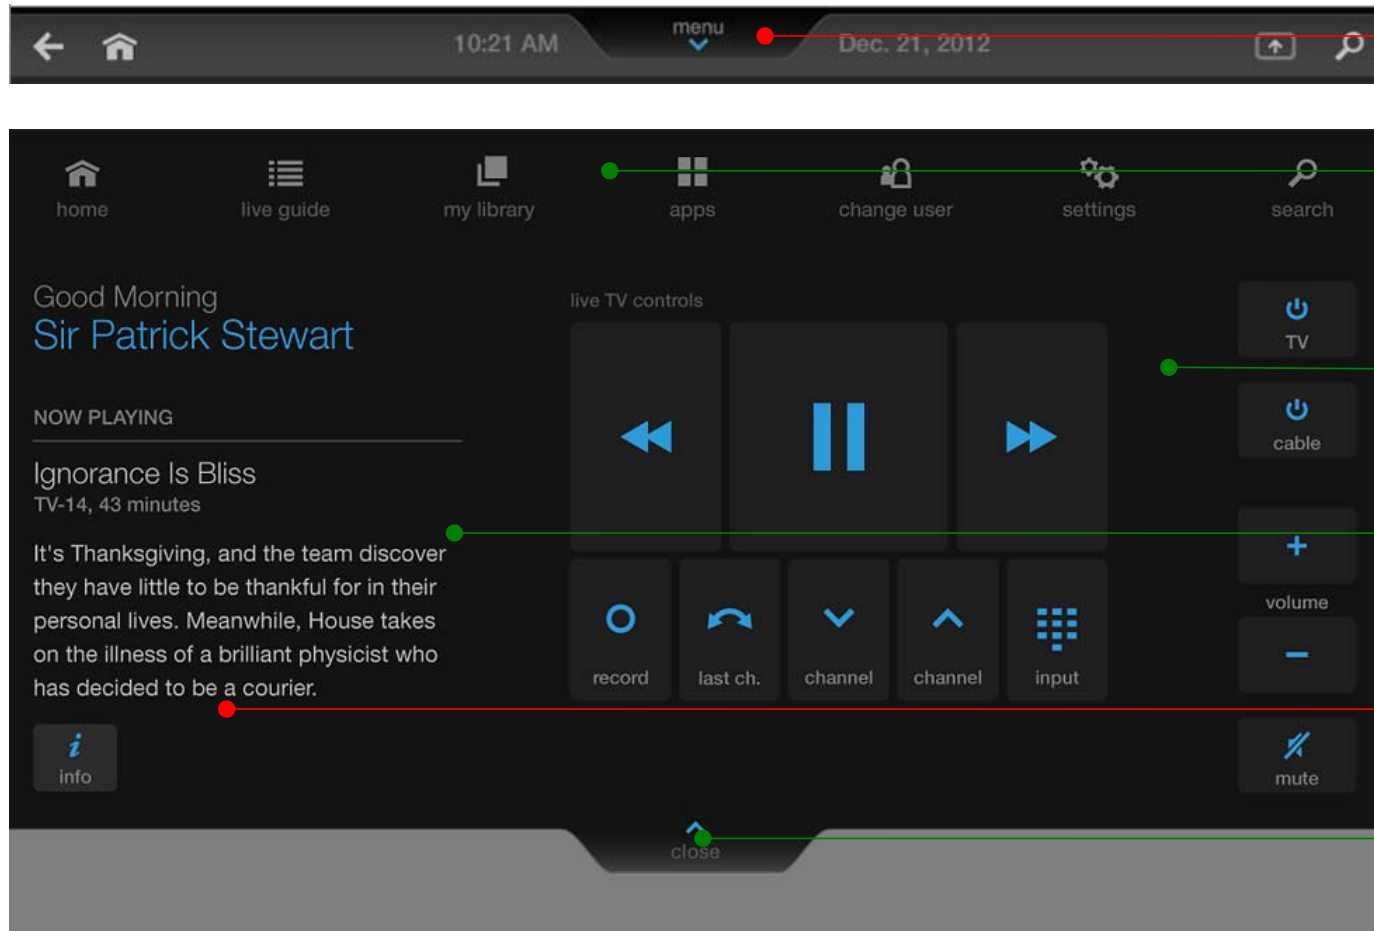 10:21 AM
menu
Dec. 21, 2012
home
live guide
my library
apps
change user
settings
search
Good Morning
Sir Patrick Stewart
live TV controls
TV
NOW PLAYING
cable
Ignorance Is Bliss
TV-14, 43 minutes
It's Thanksgiving, and the team discover
they have little to be thankful for in their
personal lives. Meanwhile, House takes
on the illness of a brilliant physicist who
has decided to be a courier.
volume
record
last ch.
channel
channel
input
i
info
mute
close